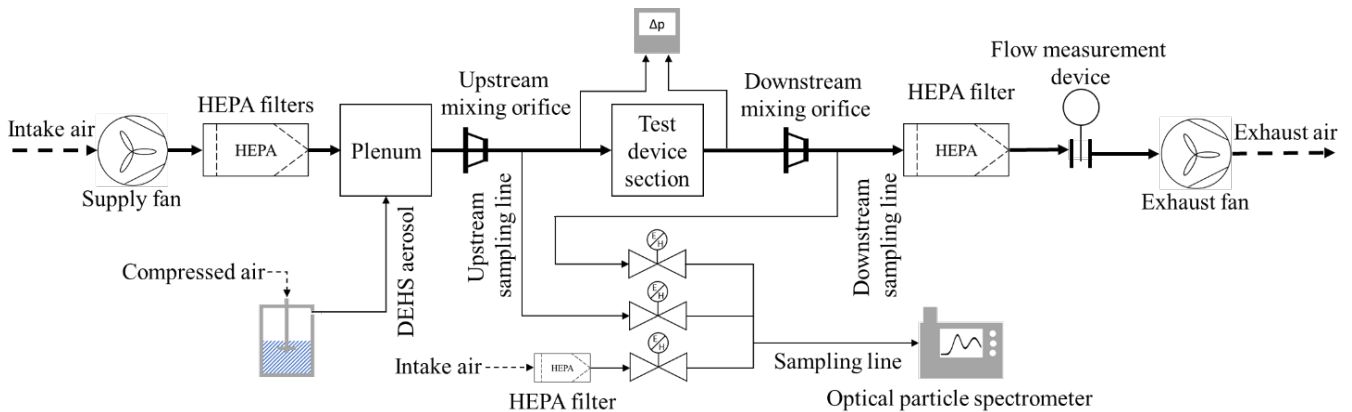 Δp
Flow measurement
device
Upstream
mixing orifice
Downstream
mixing orifice
HEPA filters
HEPA filter
Intake air
HEPA
Plenum
Test
device
section
HEPA
Exhaust air
Supply fan
Exhaust fan
DEHS aerosol
Upstream
sampling line
Downstream
sampling line
E/H
Compressed air
E/H
E/H
Intake air
HEPA
Sampling line
HEPA filter
Optical particle spectrometer